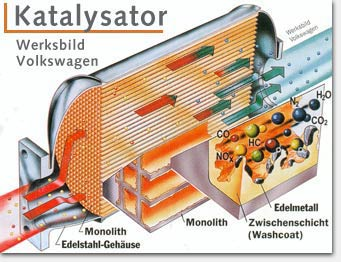 Katalysator
Werksbild
Volkswagen
Werksbild
Volkswagen
H₂O
N₂
CO₂
CO
HC
NOₓ
Edelmetall
Monolith
Monolith
Zwischenschicht
(Washcoat)
Edelstahl-Gehäuse